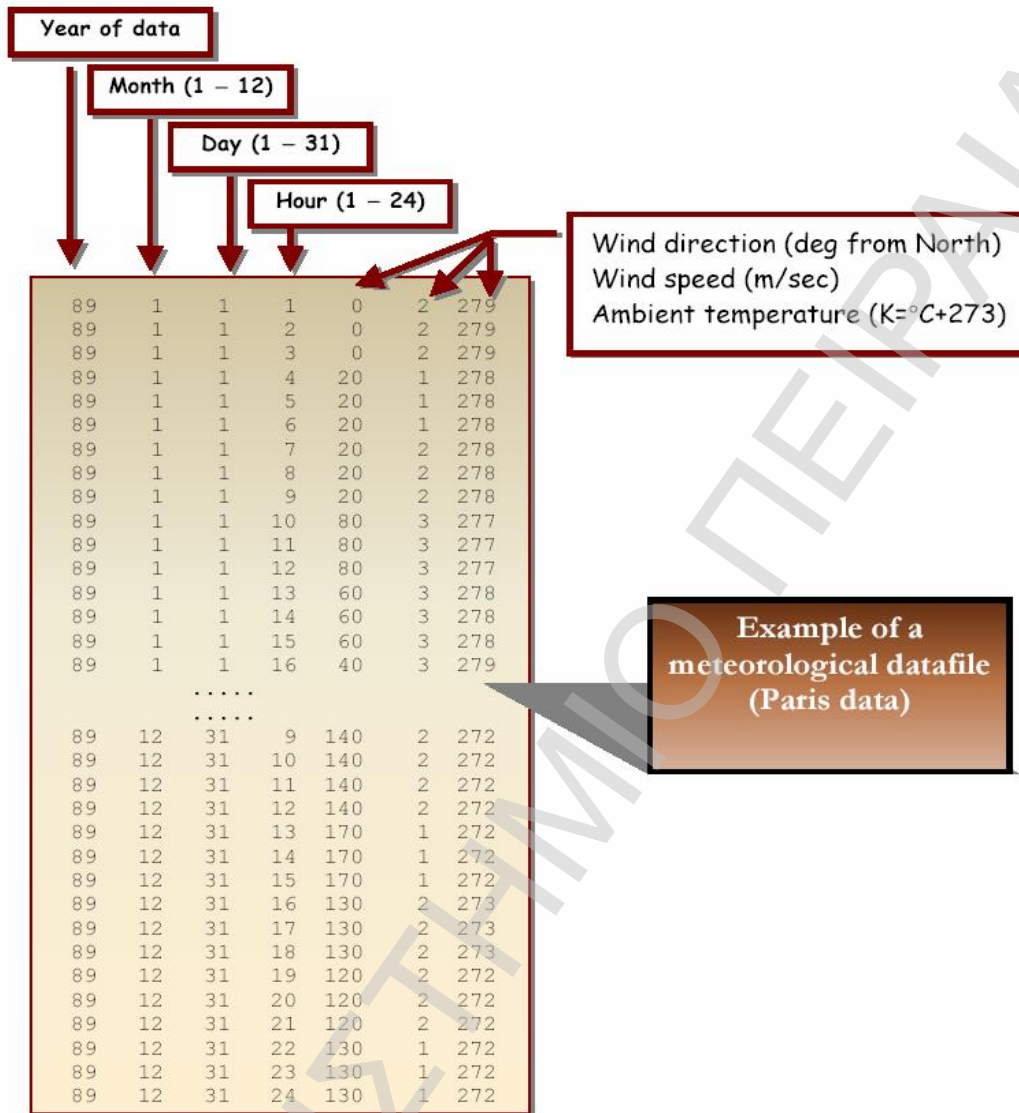 Year of data
Month (1 – 12)
Day (1 – 31)
Hour (1 – 24)
Wind direction (deg from North)
Wind speed (m/sec)
Ambient temperature (K=°C+273)
89 1 1 1 0 2 279
89 1 1 2 0 2 279
89 1 1 3 0 2 279
89 1 1 4 20 1 278
89 1 1 5 20 1 278
89 1 1 6 20 1 278
89 1 1 7 20 2 278
89 1 1 8 20 2 278
89 1 1 9 20 2 278
89 1 1 10 80 3 277
89 1 1 11 80 3 277
89 1 1 12 80 3 277
89 1 1 13 60 3 278
89 1 1 14 60 3 278
89 1 1 15 60 3 278
89 1 1 16 40 3 279
.....
.....
89 12 31 9 140 2 272
89 12 31 10 140 2 272
89 12 31 11 140 2 272
89 12 31 12 140 2 272
89 12 31 13 170 1 272
89 12 31 14 170 1 272
89 12 31 15 170 1 272
89 12 31 16 130 2 273
89 12 31 17 130 2 273
89 12 31 18 130 2 273
89 12 31 19 120 2 272
89 12 31 20 120 2 272
89 12 31 21 120 2 272
89 12 31 22 130 1 272
89 12 31 23 130 1 272
89 12 31 24 130 1 272
Example of a
meteorological datafile
(Paris data)
ΣΤΗΜΙΟ ΠΕΙΡΑΙΑ